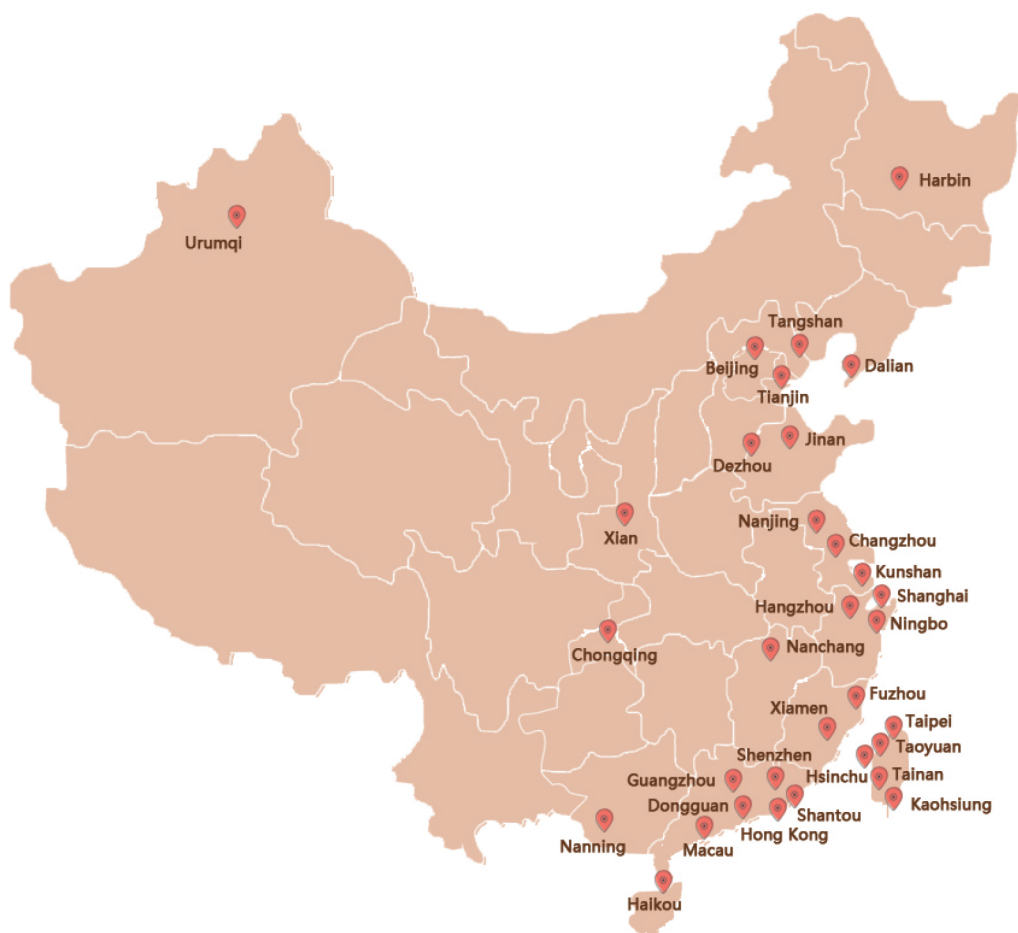 Harbin
Urumqi
Tangshan
Beijing
Dalian
Tianjin
Jinan
Dezhou
Nanjing
Xian
Changzhou
Kunshan
Shanghai
Hangzhou
Ningbo
Nanchang
Chongqing
Fuzhou
Xiamen
Taipei
Taoyuan
Shenzhen
Hsinchu
Tainan
Guangzhou
Dongguan
Kaohsiung
Shantou
Hong Kong
Nanning
Macau
Haikou